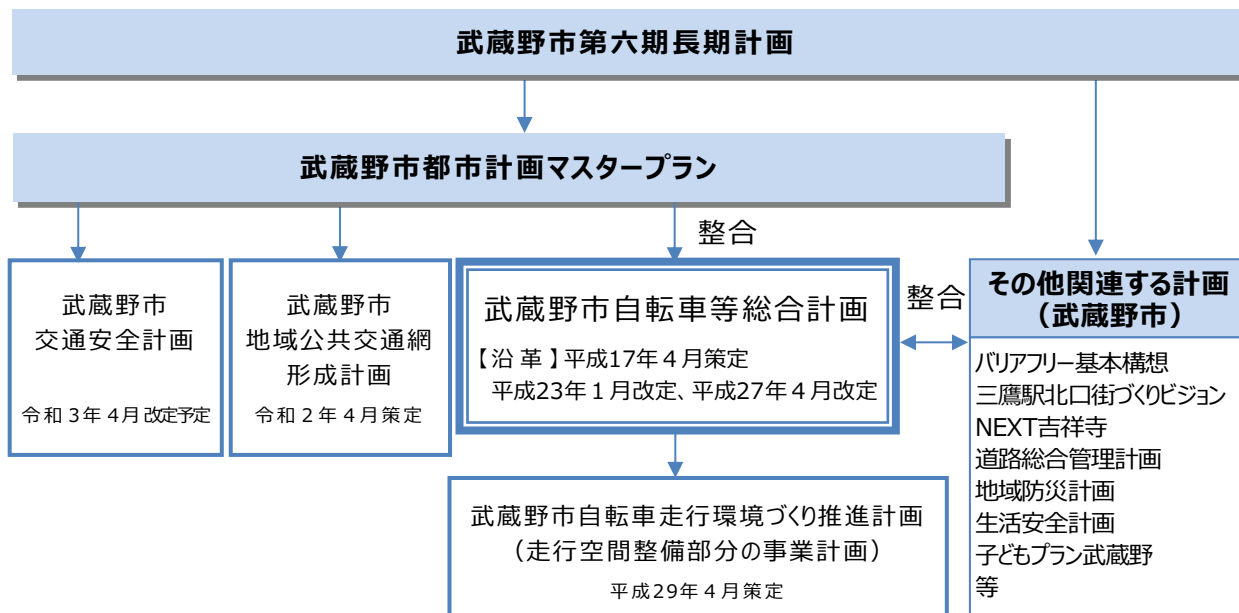 武蔵野市第六期長期計画
武蔵野市都市計画マスタープラン
整合
武蔵野市
交通安全計画
令和3年4月改定予定
武蔵野市
地域公共交通網
形成計画
令和2年4月策定
武蔵野市自転車等総合計画
【沿革】平成17年4月策定
平成23年1月改定、平成27年4月改定
整合
その他関連する計画
（武蔵野市）
バリアフリー基本構想
三鷹駅北口街づくりビジョン
NEXT吉祥寺
道路総合管理計画
地域防災計画
生活安全計画
子どもプラン武蔵野
等
武蔵野市自転車走行環境づくり推進計画
（走行空間整備部分の事業計画）
平成29年4月策定